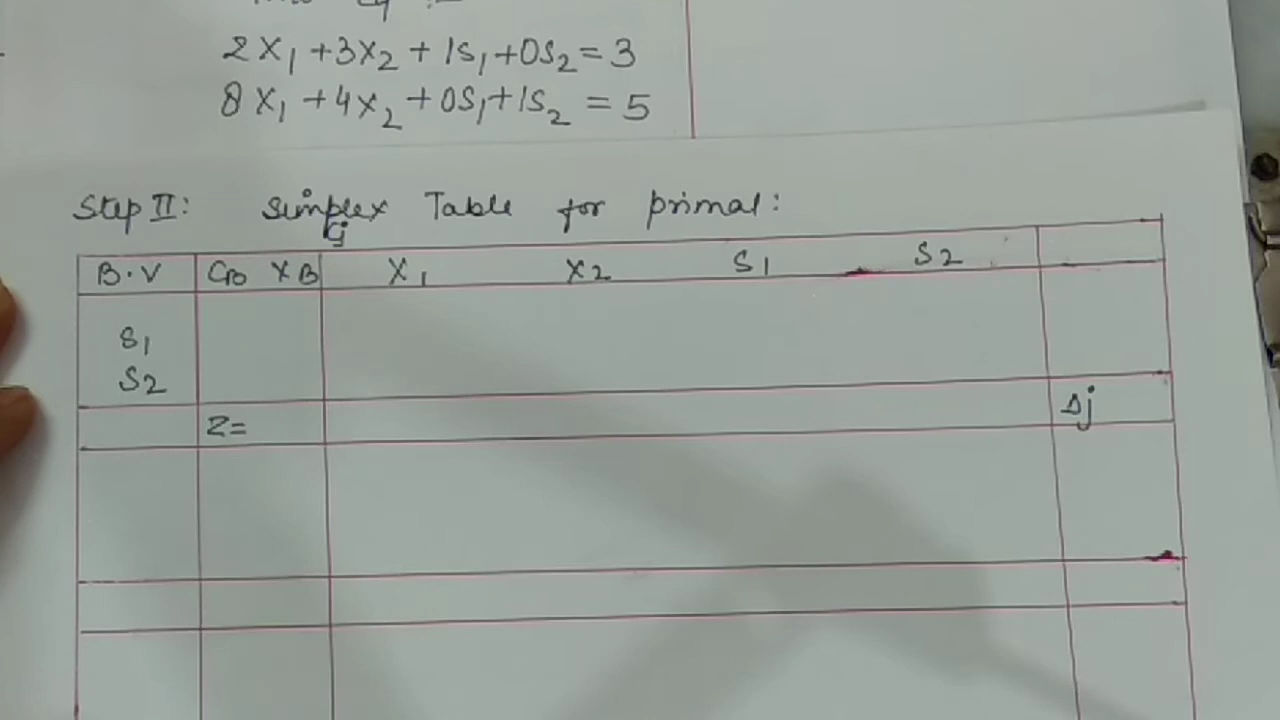 2x₁ + 3x₂ + 1s₁ + 0s₂ = 3
8x₁ + 4x₂ + 0s₁ + 1s₂ = 5
Step II: Simplex Table for primal:
Cj
B.V CB XB X₁ X₂ S₁ S₂
S₁
S₂
Z= Δj